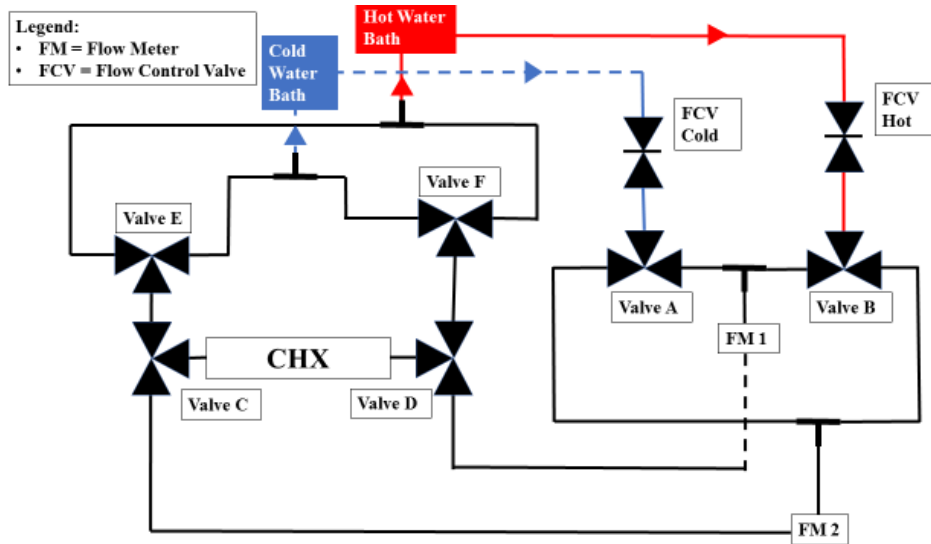 Legend:
• FM = Flow Meter
• FCV = Flow Control Valve
Hot Water
Bath
Cold
Water
Bath
FCV
Cold
FCV
Hot
Valve F
Valve E
Valve A
Valve B
FM 1
CHX
Valve C
Valve D
FM 2